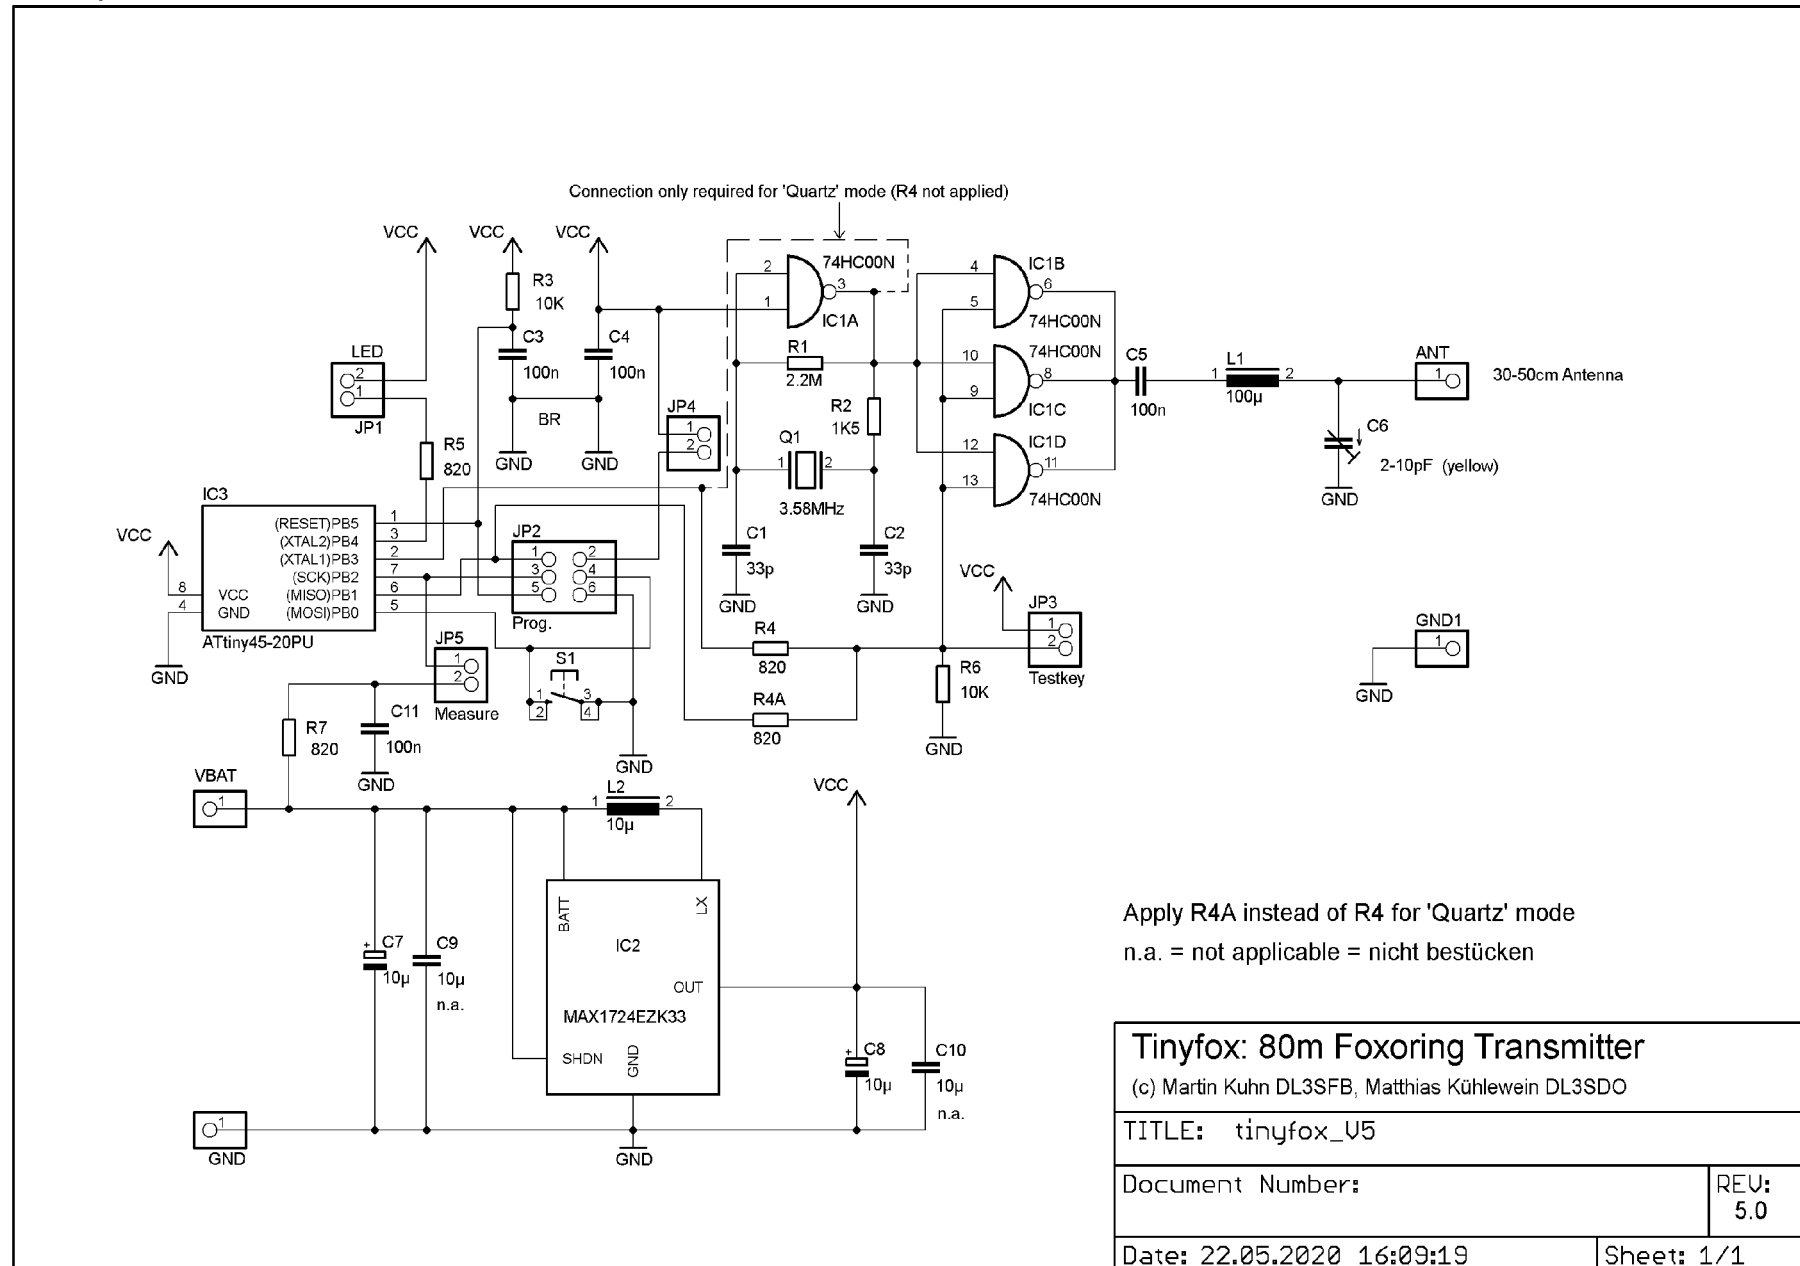 Connection only required for 'Quartz' mode (R4 not applied)
VCC
VCC
VCC
2
74HC00N
3
1
IC1A
4
IC1B
6
5
74HC00N
R3
10K
C3
100n
C4
100n
BR
GND
GND
LED
2
1
JP1
R5
820
R1
2.2M
R2
1K5
JP4
1
2
Q1
1
2
3.58MHz
C1
33p
GND
C2
33p
GND
74HC00N
10
8
9
IC1C
12
IC1D
11
13
74HC00N
C5
100n
L1
1
2
100µ
ANT
1
30-50cm Antenna
C6
2-10pF (yellow)
GND
IC3
VCC
8
VCC
4
GND
GND
(RESET)PB5
1
(XTAL2)PB4
3
(XTAL1)PB3
2
(SCK)PB2
7
(MISO)PB1
6
(MOSI)PB0
5
ATtiny45-20PU
JP2
1
2
3
4
5
6
Prog.
JP5
1
2
Measure
S1
1
3
2
4
GND
R4
820
R4A
820
R6
10K
GND
VCC
JP3
1
2
Testkey
GND1
1
GND
R7
820
C11
100n
GND
VBAT
1
L2
1
2
10µ
VCC
BATT
LX
IC2
OUT
MAX1724EZK33
SHDN
GND
+
C7
10µ
C9
10µ
n.a.
+
C8
10µ
C10
10µ
n.a.
1
GND
GND
Apply R4A instead of R4 for 'Quartz' mode
n.a. = not applicable = nicht bestücken
Tinyfox: 80m Foxoring Transmitter
(c) Martin Kuhn DL3SFB, Matthias Kühlewein DL3SDO
TITLE: tinyfox_V5
Document Number:
REV:
5.0
Date: 22.05.2020 16:09:19
Sheet: 1/1